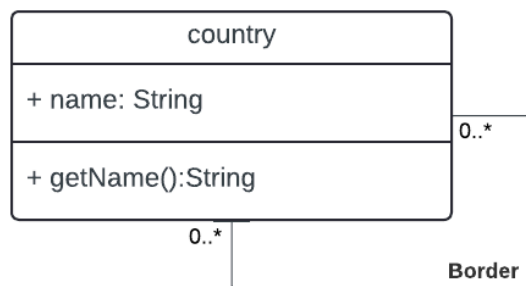 country
+ name: String
0..*
+ getName():String
0..*
Border